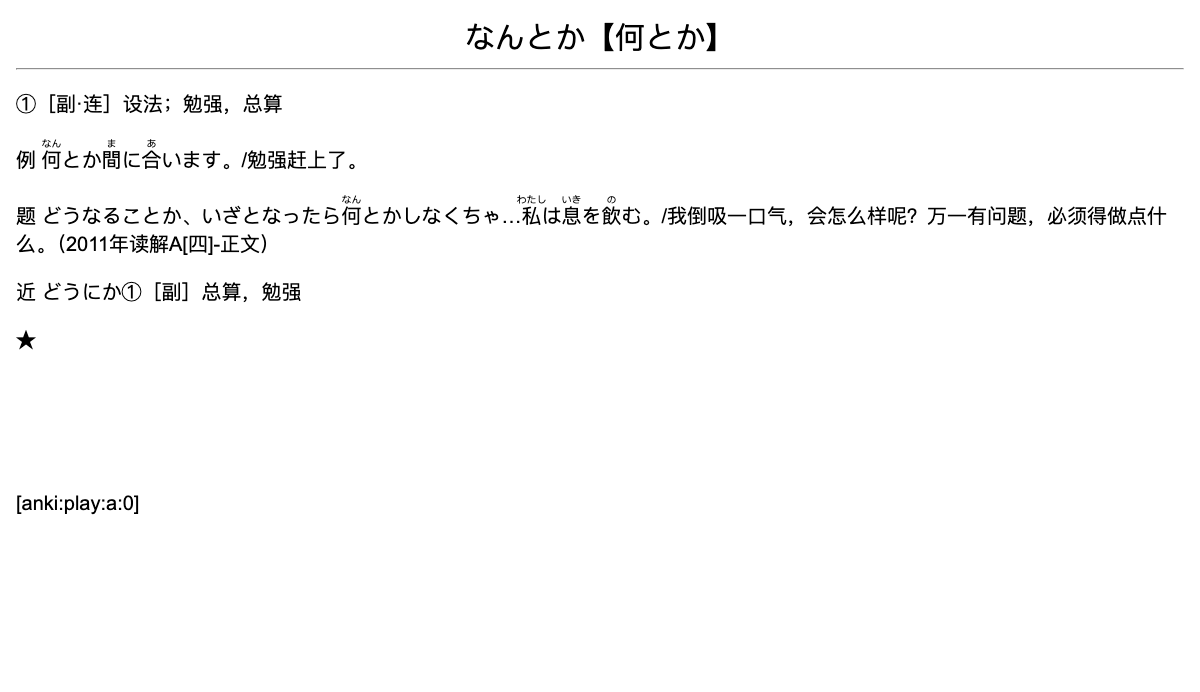 なんとか【何とか】
①［副·连］设法；勉强，总算
なん ま あ
例 何とか間に合います。/勉强赶上了。
なん わたし いき の
题 どうなることか、いざとなったら何とかしなくちゃ…私は息を飲む。/我倒吸一口气，会怎么样呢？万一有问题，必须得做点什
么。（2011年读解A[四]-正文）
近 どうにか①［副］总算，勉强
★
[anki:play:a:0]